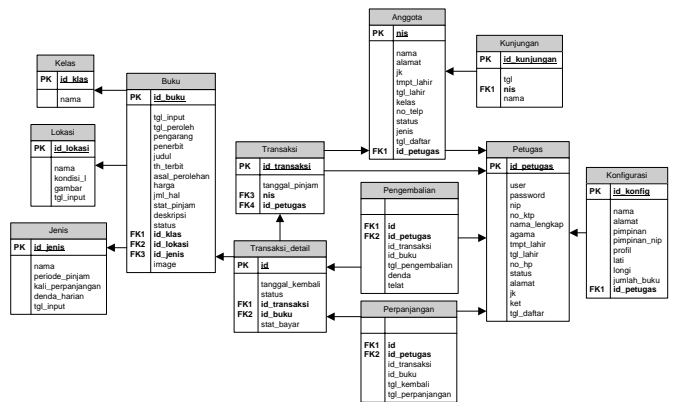 Anggota
PK nis
nama
alamat
jk
tmpt_lahir
tgl_lahir
kelas
no_telp
status
jenis
tgl_daftar
FK1 id_petugas
Kunjungan
PK id_kunjungan
tgl
FK1 nis
nama
Kelas
PK id_klas
nama
Buku
PK id_buku
tgl_input
tgl_peroleh
pengarang
penerbit
judul
th_terbit
asal_perolehan
harga
jml_hal
stat_pinjam
deskripsi
status
FK1 id_klas
FK2 id_lokasi
FK3 id_jenis
image
Lokasi
PK id_lokasi
nama
kondisi_l
gambar
tgl_input
Transaksi
PK id_transaksi
tanggal_pinjam
FK3 nis
FK4 id_petugas
Petugas
PK id_petugas
user
password
nip
no_ktp
nama_lengkap
agama
tmpt_lahir
tgl_lahir
no_hp
status
alamat
jk
ket
tgl_daftar
Konfigurasi
PK id_konfig
nama
alamat
pimpinan
pimpinan_nip
profil
lati
longi
jumlah_buku
FK1 id_petugas
Pengembalian
FK1 id
FK2 id_petugas
id_transaksi
id_buku
tgl_pengembalian
denda
telat
Jenis
PK id_jenis
nama
periode_pinjam
kali_perpanjangan
denda_harian
tgl_input
Transaksi_detail
PK id
tanggal_kembali
status
FK1 id_transaksi
FK2 id_buku
stat_bayar
Perpanjangan
FK1 id
FK2 id_petugas
id_transaksi
id_buku
tgl_kembali
tgl_perpanjangan